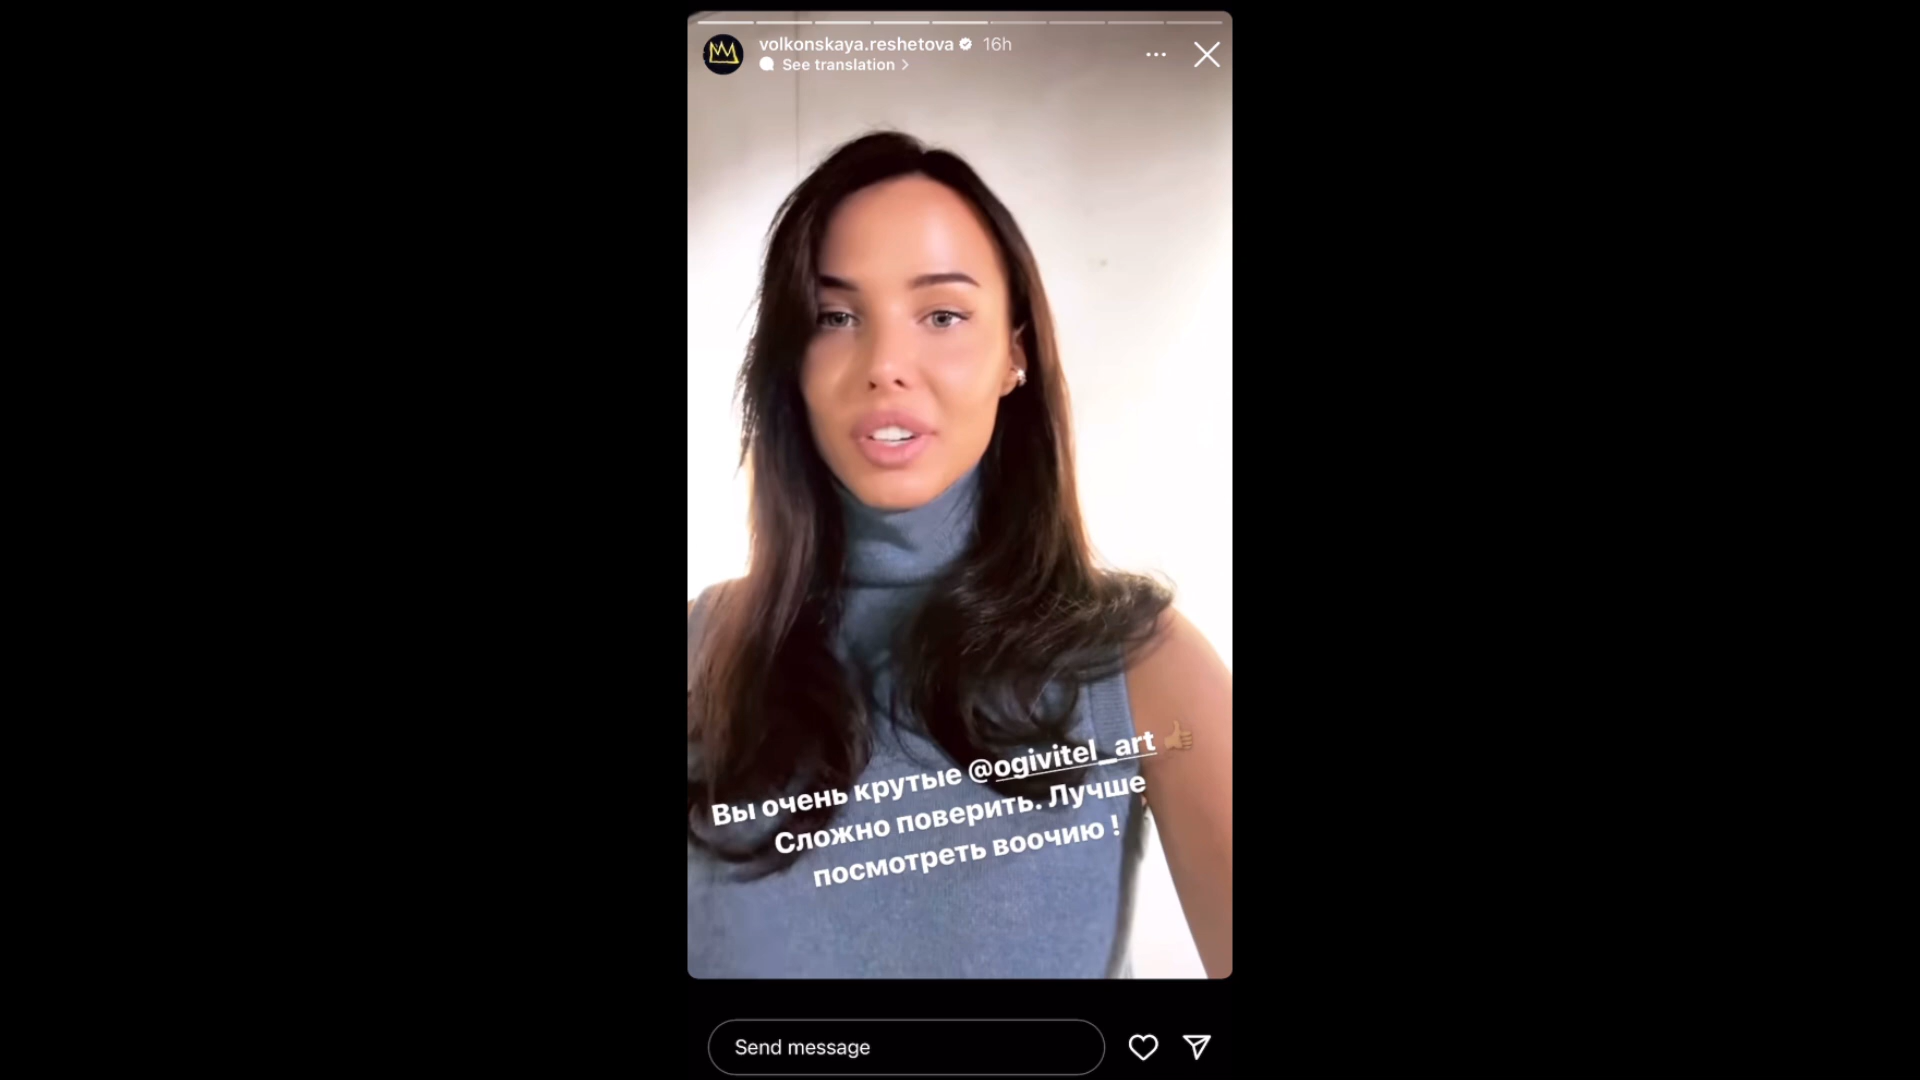 volkonskaya.reshetova 16h
See translation
Вы очень крутые @ogivitel_art 👍🏽
Сложно поверить. Лучше
посмотреть воочию !
Send message